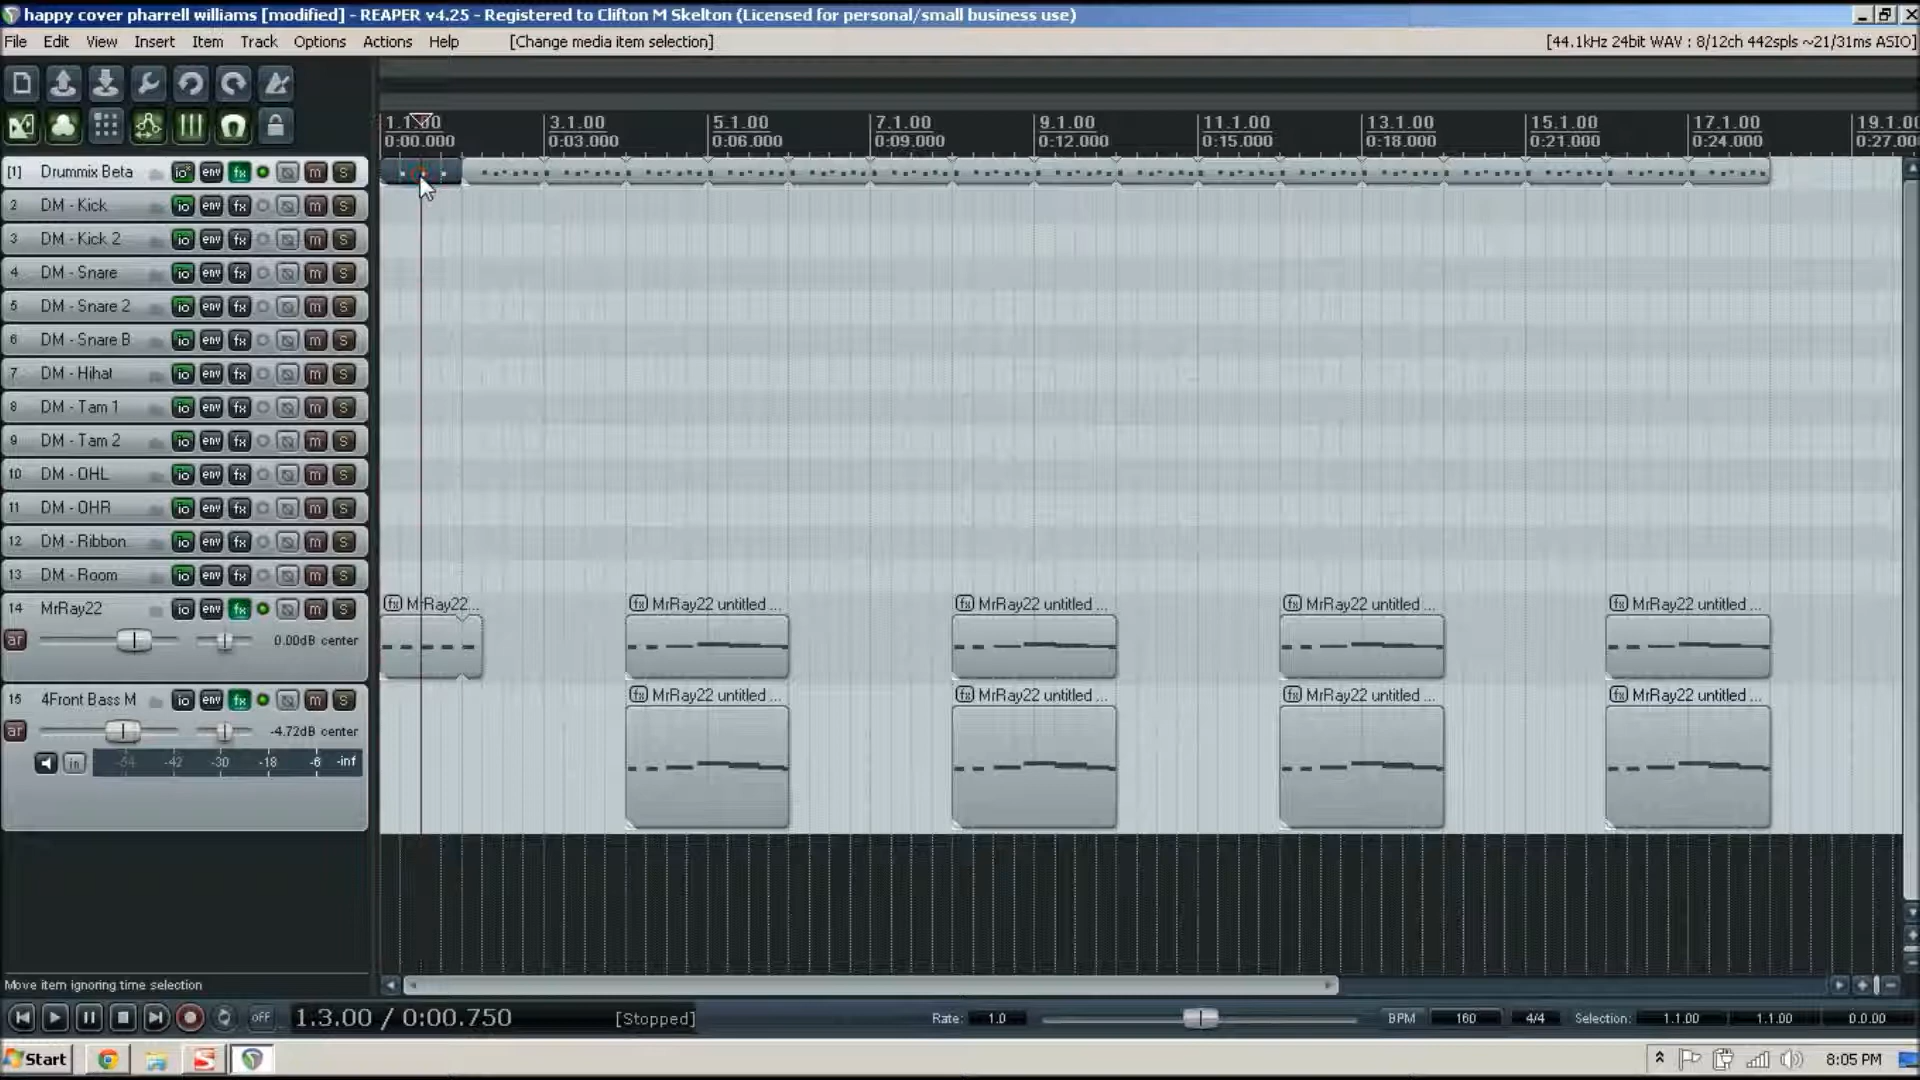 happy cover pharrell williams [modified] - REAPER v4.25 - Registered to Clifton M Skelton (Licensed for personal/small business use)
File Edit View Insert Item Track Options Actions Help [Change media item selection] [44.1kHz 24bit WAV : 8/12ch 442spls ~21/31ms ASIO]
1.1.00 3.1.00 5.1.00 7.1.00 9.1.00 11.1.00 13.1.00 15.1.00 17.1.00 19.1.0
0:00.000 0:03.000 0:06.000 0:09.000 0:12.000 0:15.000 0:18.000 0:21.000 0:24.000 0:27.00
[1] Drummix Beta io env fx m S
2 DM - Kick io env fx m S
3 DM - Kick 2 io env fx m S
4 DM - Snare io env fx m S
5 DM - Snare 2 io env fx m S
6 DM - Snare B io env fx m S
7 DM - Hihat io env fx m S
8 DM - Tam 1 io env fx m S
9 DM - Tam 2 io env fx m S
10 DM - OHL io env fx m S
11 DM - OHR io env fx m S
12 DM - Ribbon io env fx m S
13 DM - Room io env fx m S
14 MrRay22 io env fx m S fx MrRay22... fx MrRay22 untitled ... fx MrRay22 untitled ... fx MrRay22 untitled ... fx MrRay22 untitled ...
ar 0.00dB center
15 4Front Bass M io env fx m S fx MrRay22 untitled ... fx MrRay22 untitled ... fx MrRay22 untitled ... fx MrRay22 untitled ...
ar -4.72dB center
in -54 -42 -30 -18 -6 -inf
Move item ignoring time selection
OFF 1.3.00 / 0:00.750 [Stopped] Rate: 1.0 BPM 160 4/4 Selection: 1.1.00 1.1.00 0.0.00
Start 8:05 PM